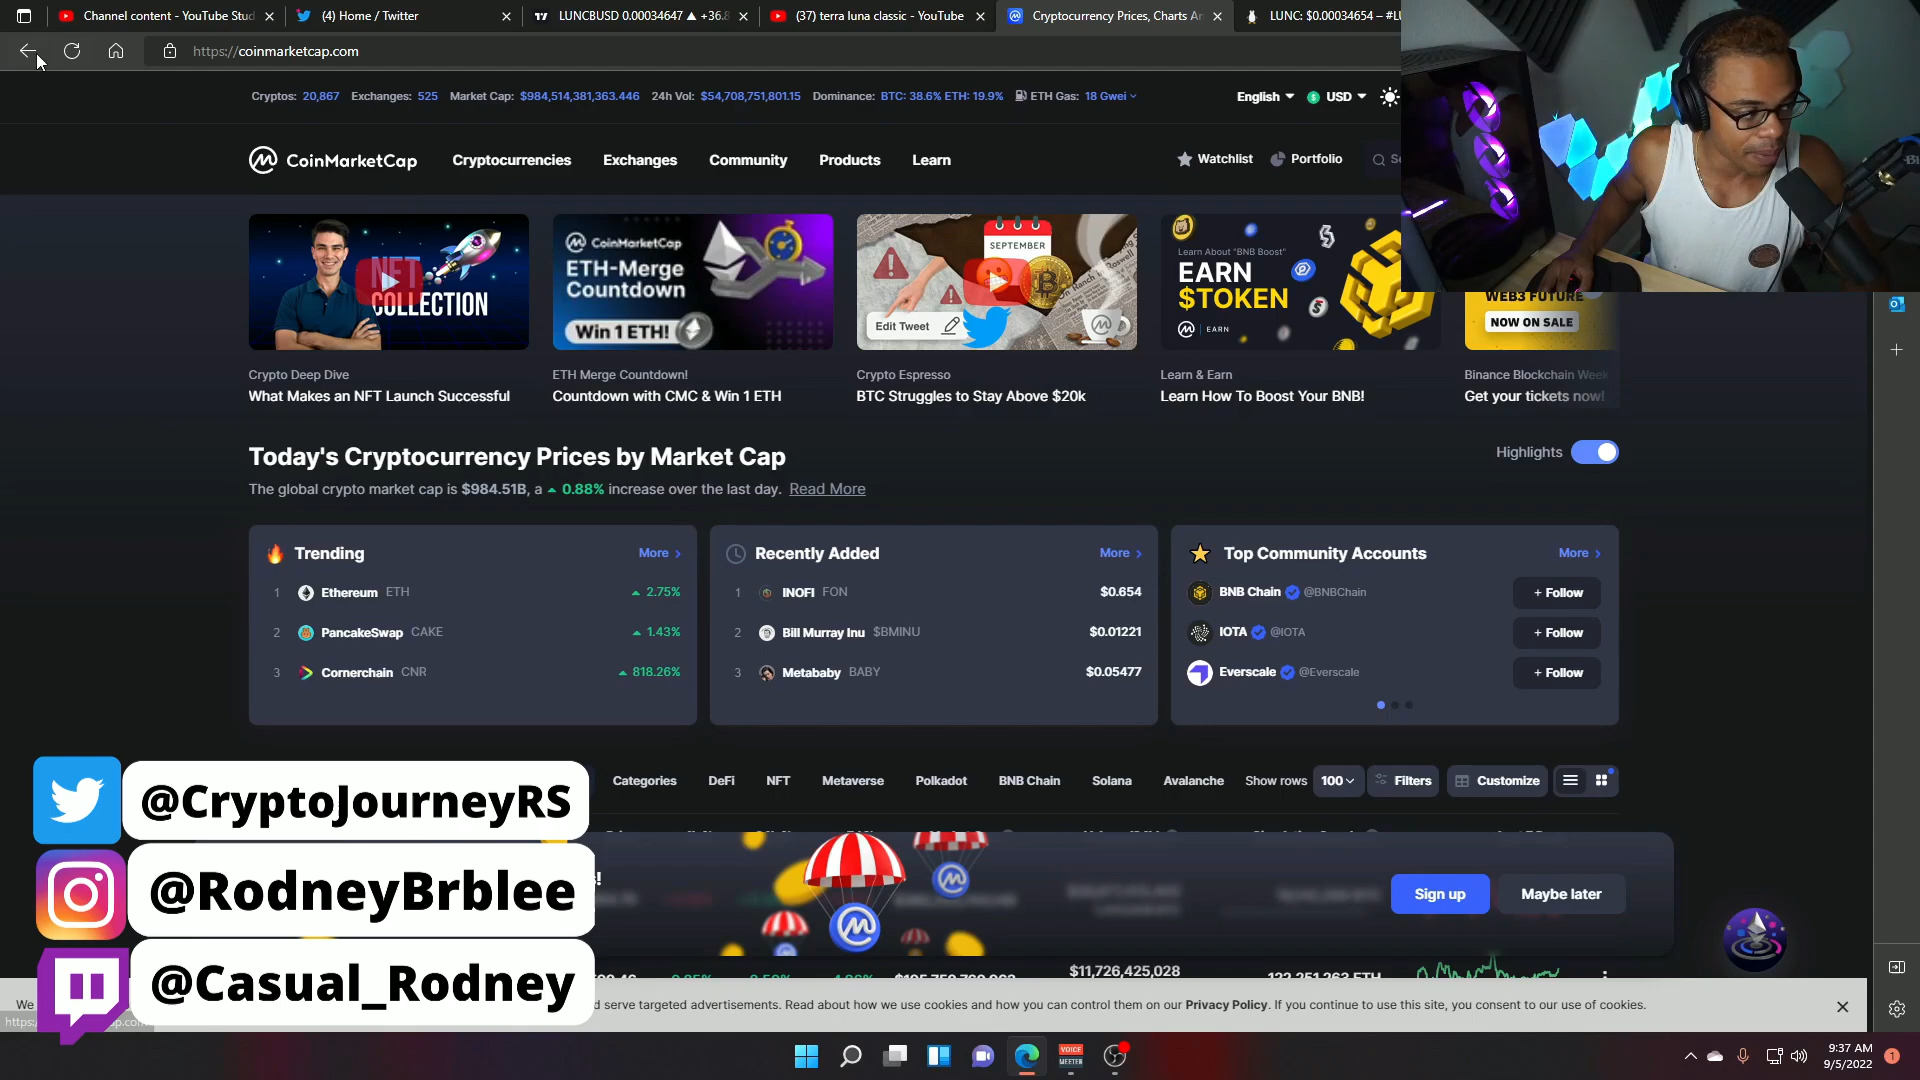 Channel content - YouTube Stud
(4) Home / Twitter
LUNCBUSD 0.00034647 ▲ +36.8
(37) terra luna classic - YouTube
Cryptocurrency Prices, Charts An
LUNC: $0.00034654 – #LU
https://coinmarketcap.com
Cryptos: 20,867 Exchanges: 525 Market Cap: $984,514,381,363.446 24h Vol: $54,708,751,801.15 Dominance: BTC: 38.6% ETH: 19.9% ETH Gas: 18 Gwei
English USD
CoinMarketCap Cryptocurrencies Exchanges Community Products Learn
Watchlist Portfolio
NFT
COLLECTION
CoinMarketCap
ETH-Merge
Countdown
Win 1 ETH!
SEPTEMBER
Edit Tweet
Learn About "BNB Boost"
EARN
$TOKEN
EARN
WEB3 FUTURE
NOW ON SALE
Crypto Deep Dive
What Makes an NFT Launch Successful
ETH Merge Countdown!
Countdown with CMC & Win 1 ETH
Crypto Espresso
BTC Struggles to Stay Above $20k
Learn & Earn
Learn How To Boost Your BNB!
Binance Blockchain Week
Get your tickets now!
Today's Cryptocurrency Prices by Market Cap
Highlights
The global crypto market cap is $984.51B, a ▲ 0.88% increase over the last day. Read More
Trending More >
1 Ethereum ETH ▲ 2.75%
2 PancakeSwap CAKE ▲ 1.43%
3 Cornerchain CNR ▲ 818.26%
Recently Added More >
1 INOFI FON $0.654
2 Bill Murray Inu $BMINU $0.01221
3 Metababy BABY $0.05477
Top Community Accounts More >
BNB Chain @BNBChain + Follow
IOTA @IOTA + Follow
Everscale @Everscale + Follow
Categories DeFi NFT Metaverse Polkadot BNB Chain Solana Avalanche Show rows 100 Filters Customize
Sign up
Maybe later
$11,726,425,028
@CryptoJourneyRS
@RodneyBrblee
@Casual_Rodney
We
d serve targeted advertisements. Read about how we use cookies and how you can control them on our Privacy Policy. If you continue to use this site, you consent to our use of cookies.
VOICE
MEETER
9:37 AM
9/5/2022
1